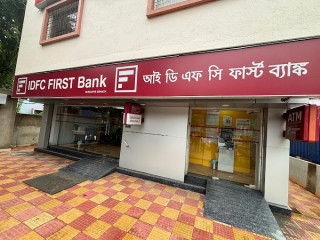 IDFC FIRST Bank
আই ডি এফ সি ফার্স্ট ব্যাংক
ATM